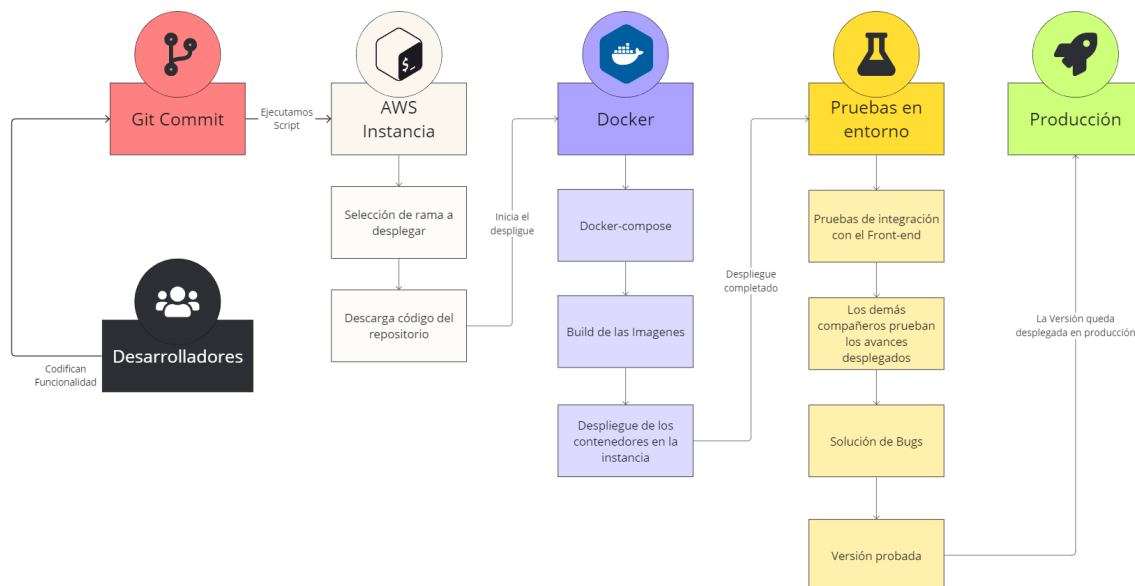 Git Commit
Ejecutamos
Script
$_
AWS
Instancia
Docker
Pruebas en
entorno
Producción
Selección de rama a
desplegar
Inicia el
despligue
Docker-compose
Pruebas de integración
con el Front-end
Despliegue
completado
Descarga código del
repositorio
Build de las Imagenes
Los demás
compañeros prueban
los avances
desplegados
La Versión queda
desplegada en producción
Desarrolladores
Codifican
Funcionalidad
Despliegue de los
contenedores en la
instancia
Solución de Bugs
Versión probada